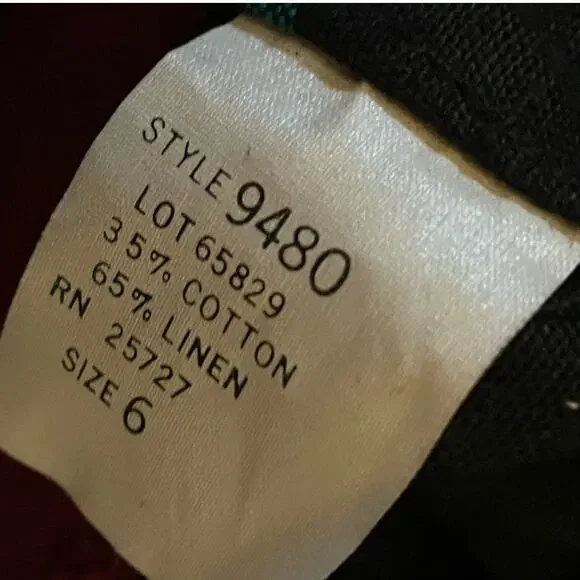 STYLE 9480
LOT 65829
35% COTTON
65% LINEN
RN 25727
SIZE 6